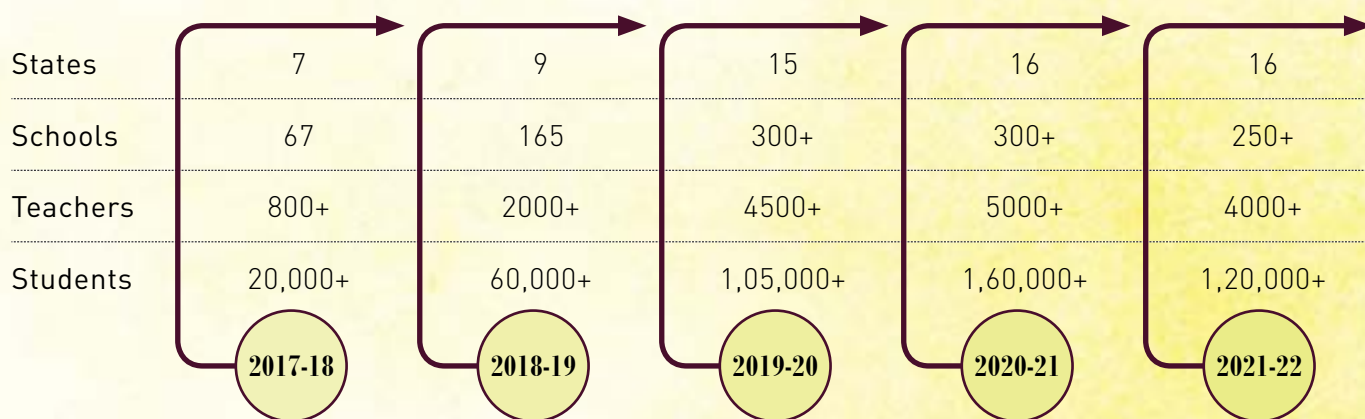 States 7 9 15 16 16
Schools 67 165 300+ 300+ 250+
Teachers 800+ 2000+ 4500+ 5000+ 4000+
Students 20,000+ 60,000+ 1,05,000+ 1,60,000+ 1,20,000+
2017-18 2018-19 2019-20 2020-21 2021-22